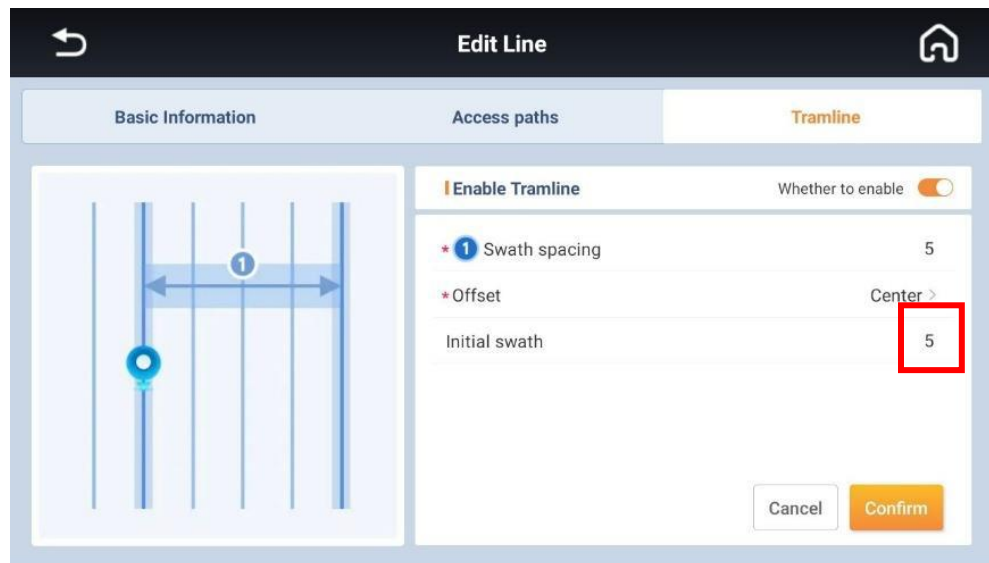 Edit Line
Basic Information Access paths Tramline
Enable Tramline Whether to enable
* 1 Swath spacing 5
* Offset Center >
Initial swath 5
1
Cancel Confirm